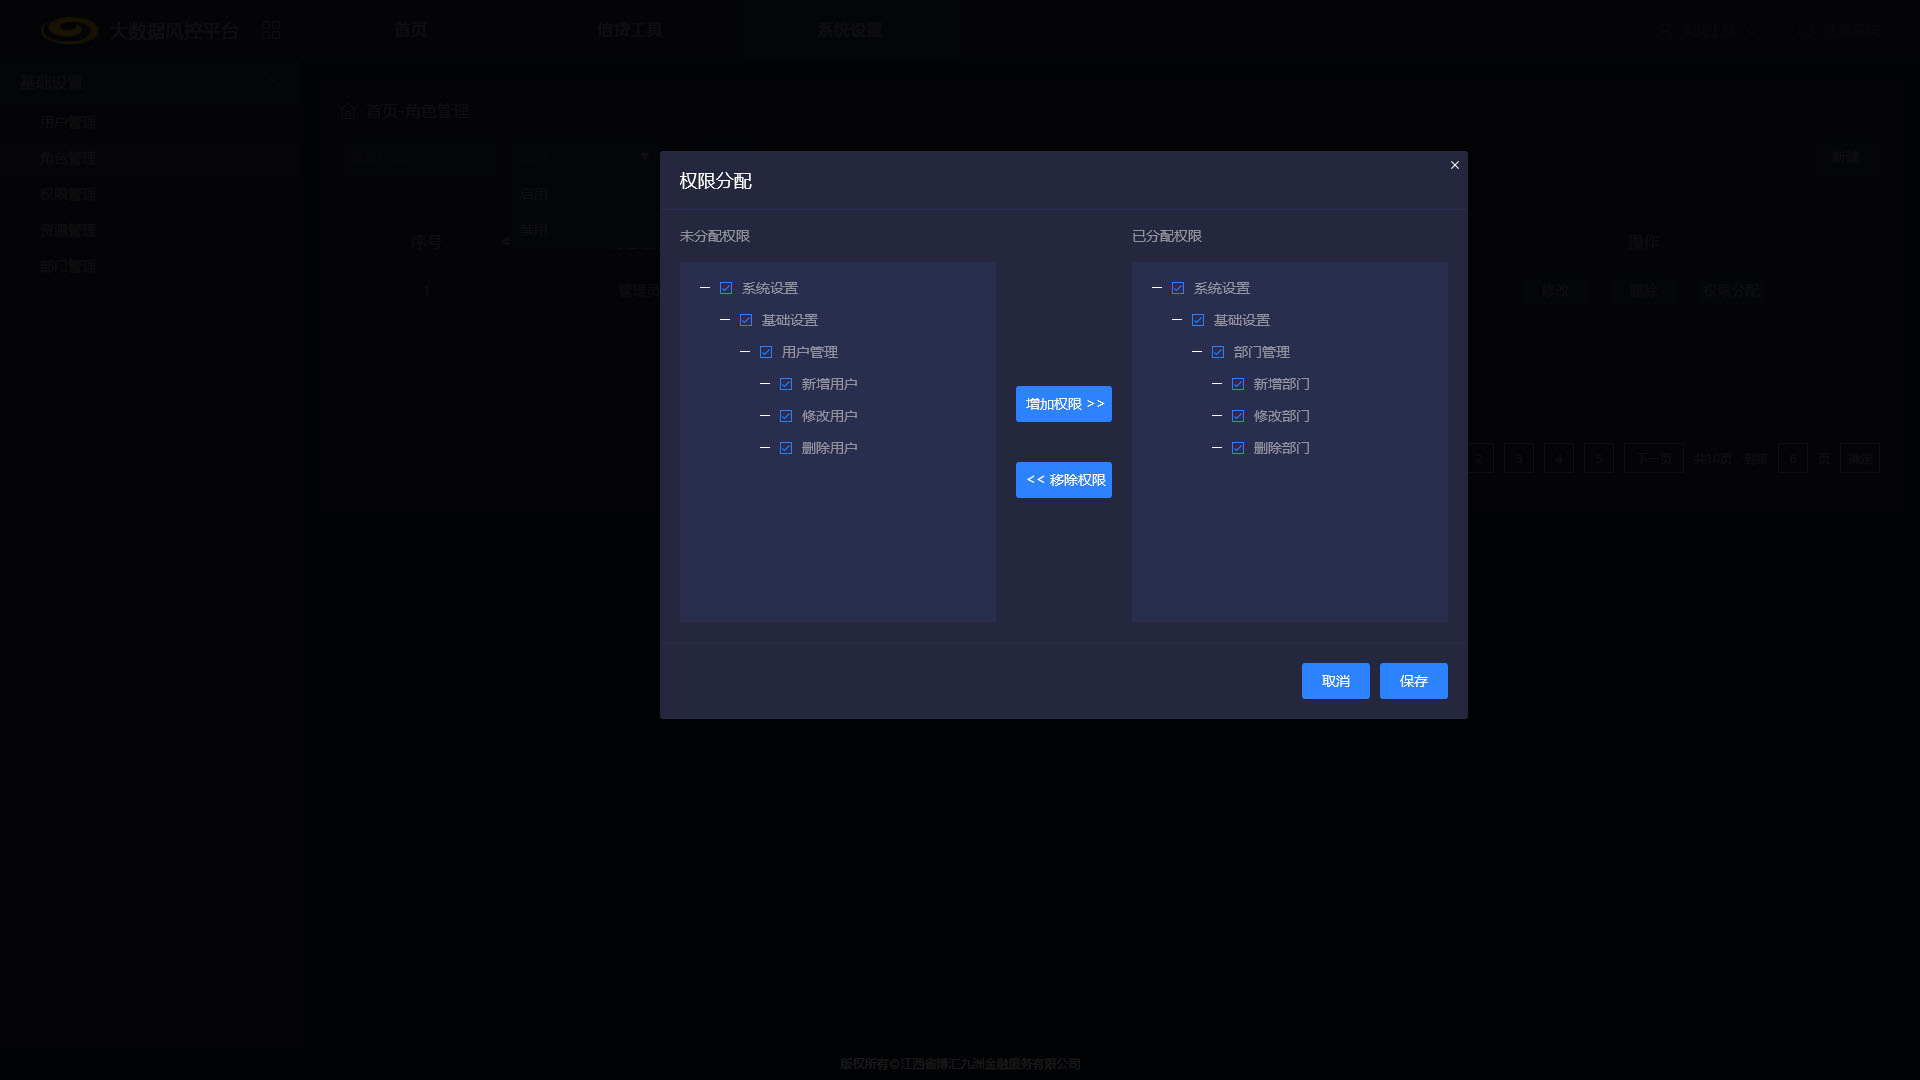 大数据风控平台
首页
信贷工具
系统设置
基础设置
用户管理
角色管理
权限管理
资源管理
部门管理
首页-角色管理
启用
禁用
新建
序号
操作
1
管理员
修改
删除
权限分配
2 3 4 5 下一页 共10页，到第 6 页 确定
权限分配
×
未分配权限
系统设置
基础设置
用户管理
新增用户
修改用户
删除用户
增加权限 >>
<< 移除权限
已分配权限
系统设置
基础设置
部门管理
新增部门
修改部门
删除部门
取消
保存
版权所有©江西省博汇九洲金融服务有限公司